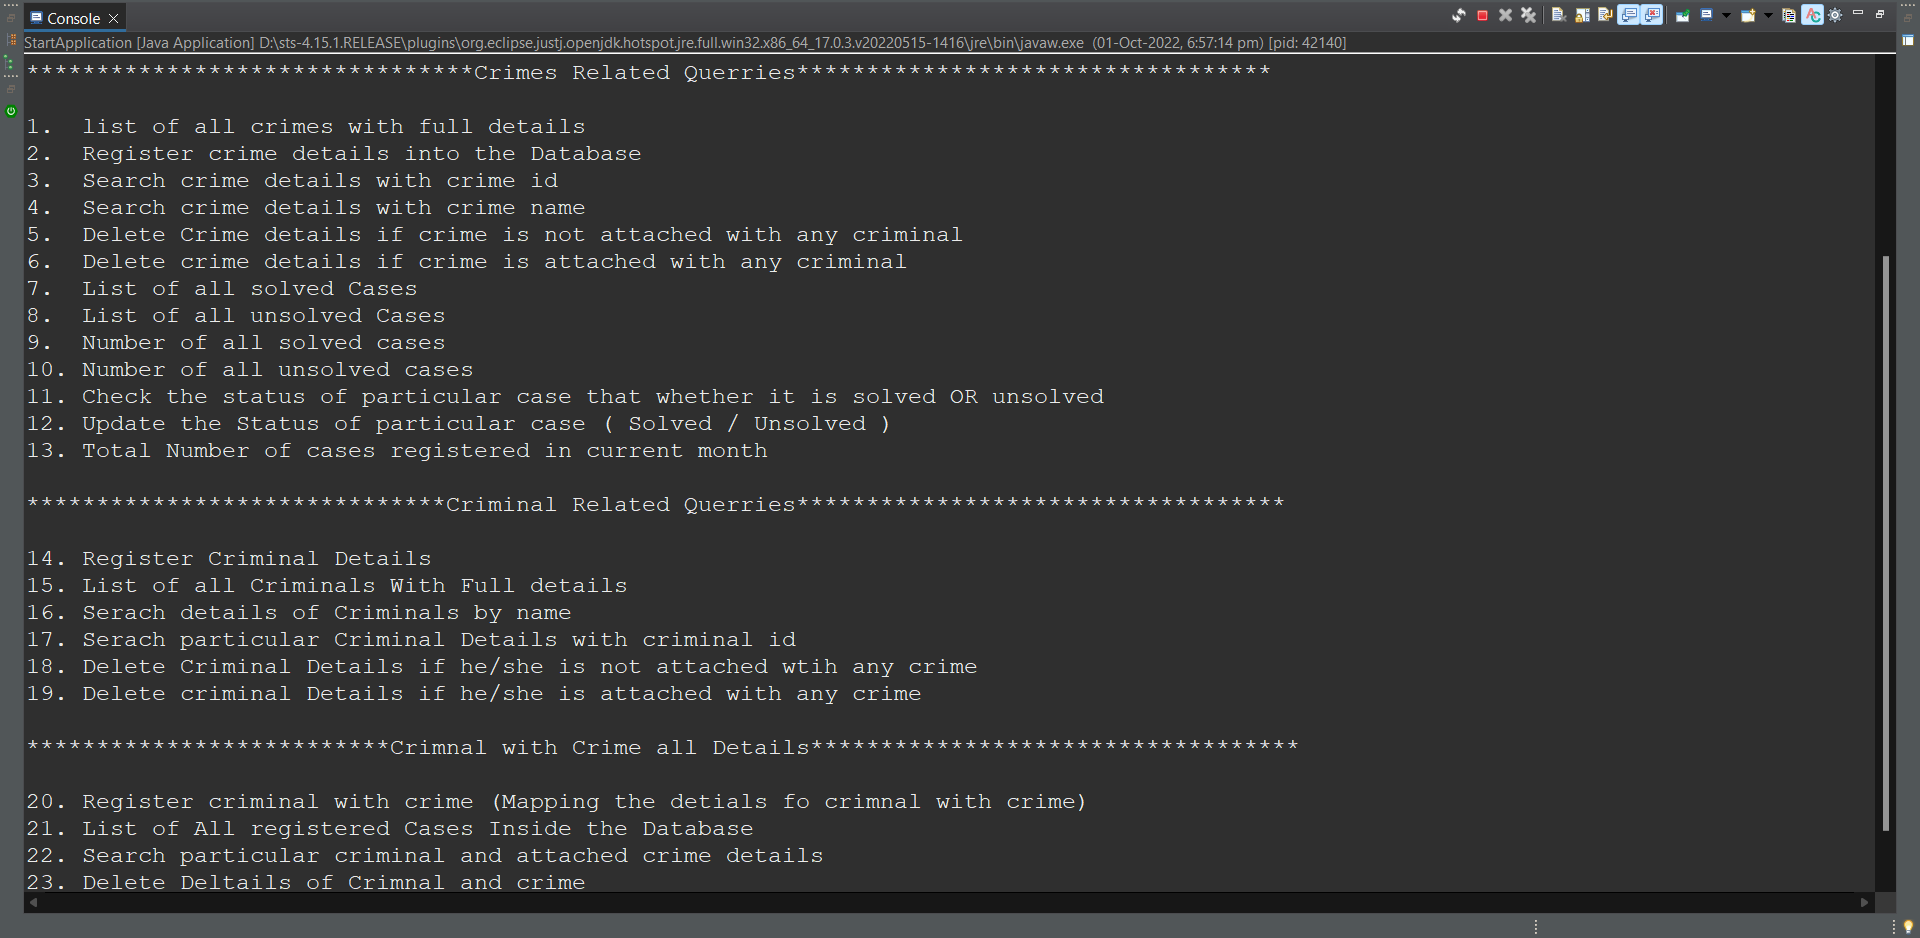 Console
StartApplication [Java Application] D:\sts-4.15.1.RELEASE\plugins\org.eclipse.justj.openjdk.hotspot.jre.full.win32.x86_64_17.0.3.v20220515-1416\jre\bin\javaw.exe (01-Oct-2022, 6:57:14 pm) [pid: 42140]
********************************Crimes Related Querries**********************************
1. list of all crimes with full details
2. Register crime details into the Database
3. Search crime details with crime id
4. Search crime details with crime name
5. Delete Crime details if crime is not attached with any criminal
6. Delete crime details if crime is attached with any criminal
7. List of all solved Cases
8. List of all unsolved Cases
9. Number of all solved cases
10. Number of all unsolved cases
11. Check the status of particular case that whether it is solved OR unsolved
12. Update the Status of particular case ( Solved / Unsolved )
13. Total Number of cases registered in current month
******************************Criminal Related Querries***********************************
14. Register Criminal Details
15. List of all Criminals With Full details
16. Serach details of Criminals by name
17. Serach particular Criminal Details with criminal id
18. Delete Criminal Details if he/she is not attached wtih any crime
19. Delete criminal Details if he/she is attached with any crime
**************************Crimnal with Crime all Details***********************************
20. Register criminal with crime (Mapping the detials fo crimnal with crime)
21. List of All registered Cases Inside the Database
22. Search particular criminal and attached crime details
23. Delete Deltails of Crimnal and crime